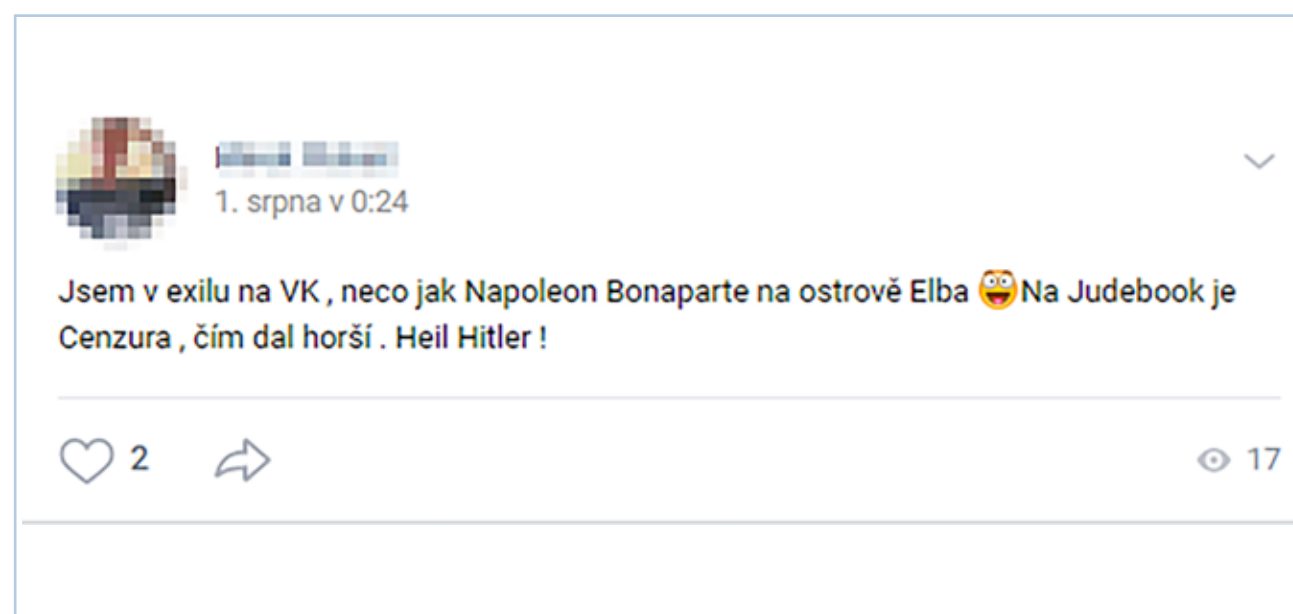 1. srpna v 0:24
Jsem v exilu na VK , neco jak Napoleon Bonaparte na ostrově Elba 🤪Na Judebook je
Cenzura , čím dal horší . Heil Hitler !
2
17